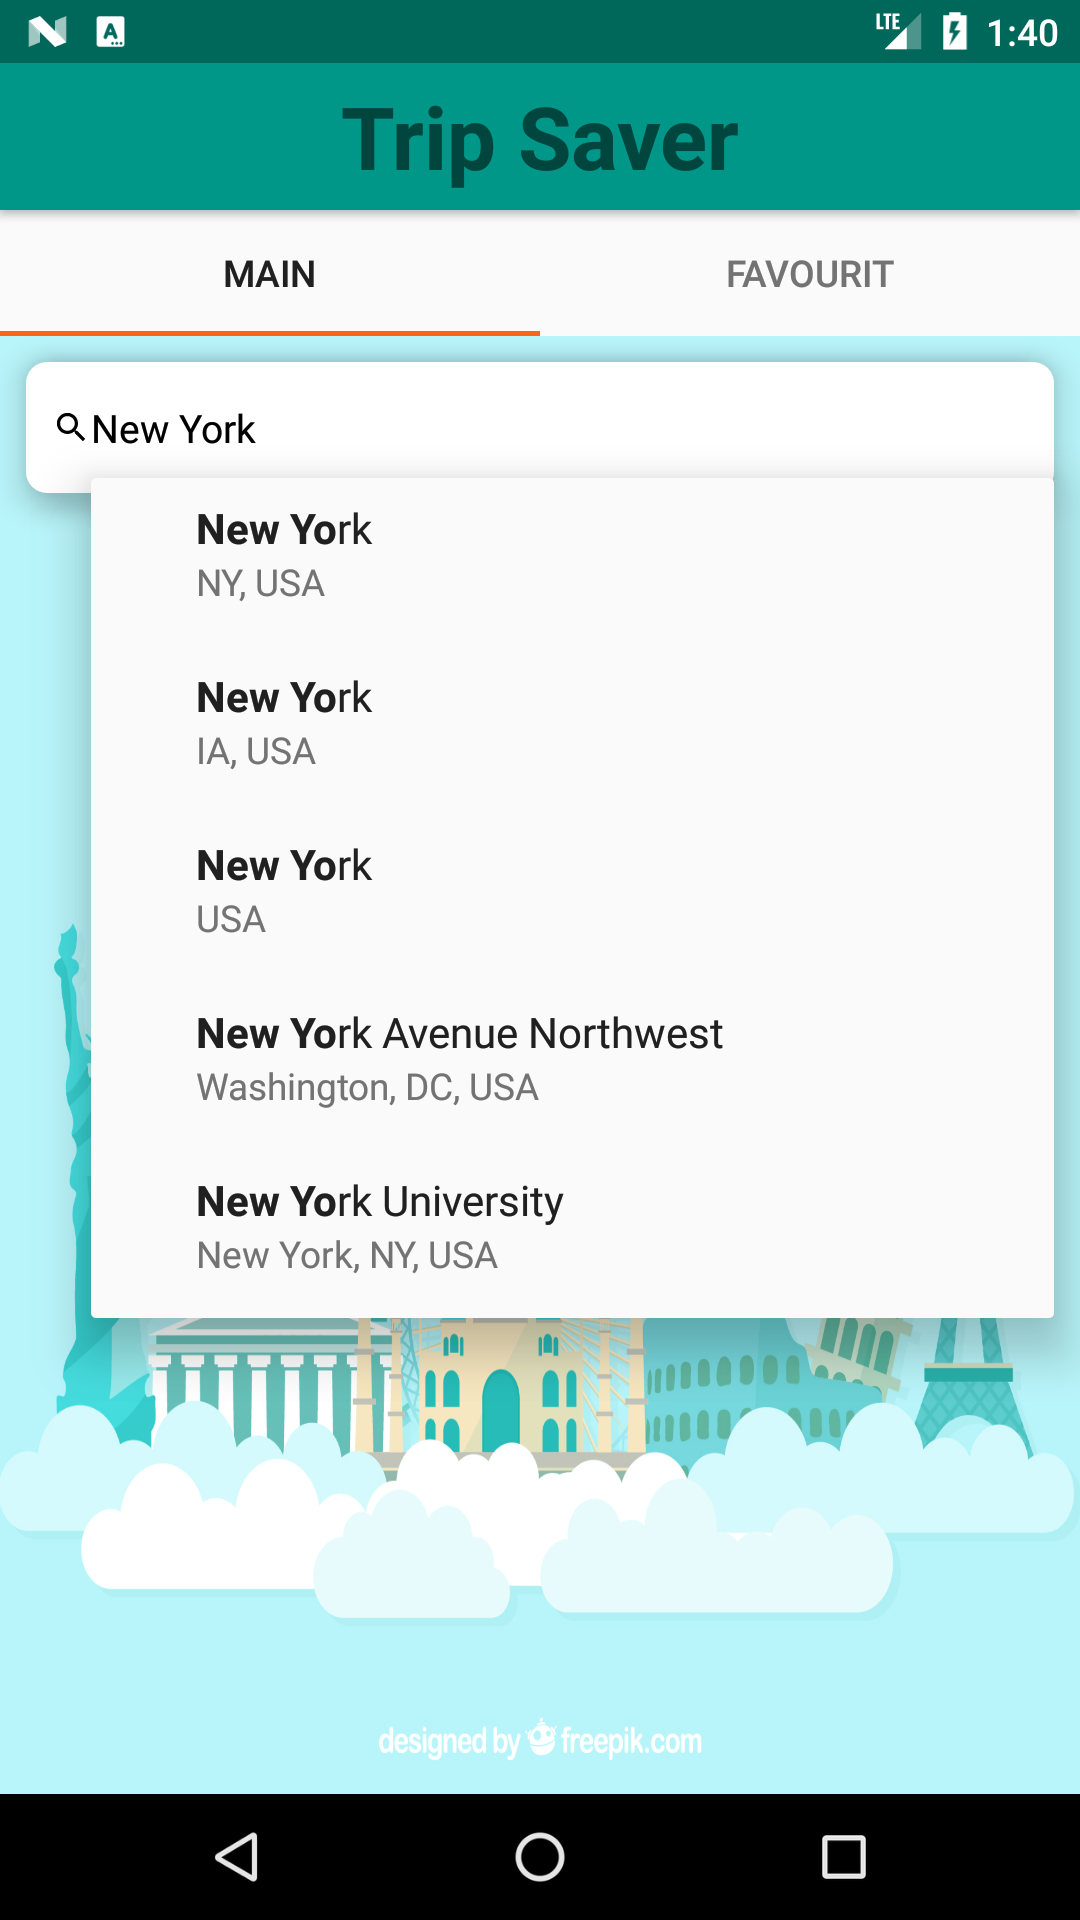 LTE 1:40
Trip Saver
MAIN FAVOURIT
New York
New York
NY, USA
New York
IA, USA
New York
USA
New York Avenue Northwest
Washington, DC, USA
New York University
New York, NY, USA
designed by freepik.com